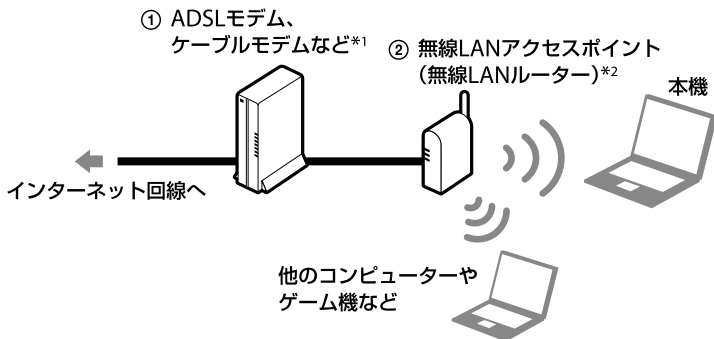 ① ADSLモデム、
ケーブルモデムなど*1
② 無線LANアクセスポイント
（無線LANルーター）*2
本機
インターネット回線へ
他のコンピューターや
ゲーム機など